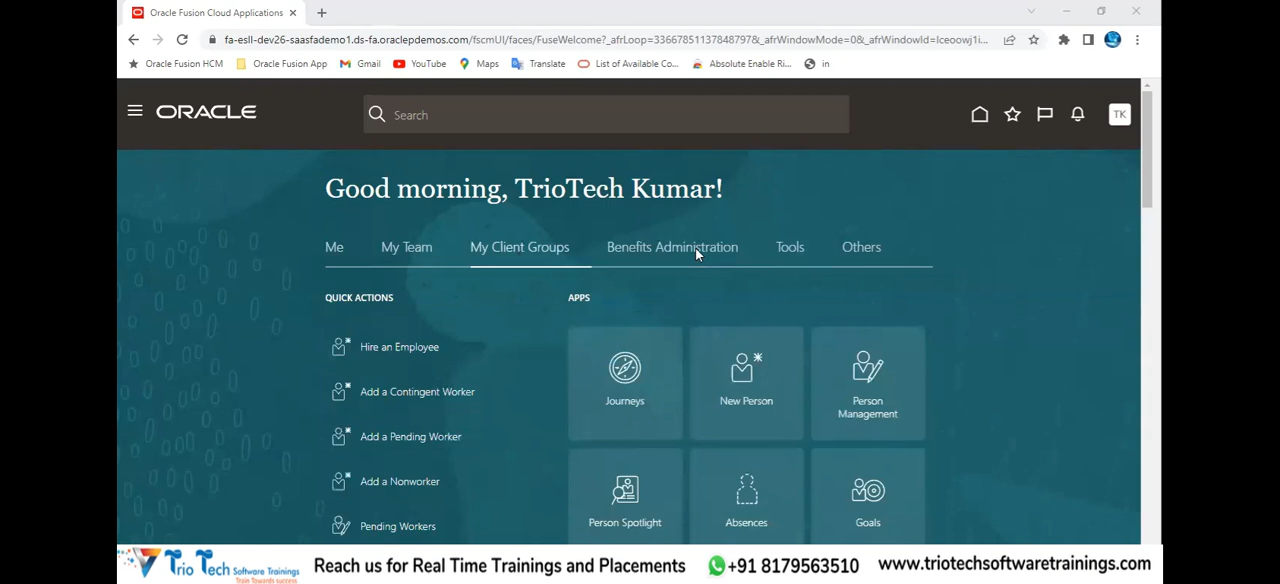 Oracle Fusion Cloud Applications
fa-esll-dev26-saasfademo1.ds-fa.oraclepdemos.com/fscmUI/faces/FuseWelcome?_afrLoop=3366785113784879&_afrWindowMode=0&_afrWindowId=lceoowj1i...
Oracle Fusion HCM
Oracle Fusion App
Gmail
YouTube
Maps
Translate
List of Available Co...
Absolute Enable Ri...
in
ORACLE
Search
TK
Good morning, TrioTech Kumar!
Me
My Team
My Client Groups
Benefits Administration
Tools
Others
QUICK ACTIONS
Hire an Employee
Add a Contingent Worker
Add a Pending Worker
Add a Nonworker
Pending Workers
APPS
Journeys
New Person
Person
Management
Person Spotlight
Absences
Goals
Trio Tech Software Trainings
Train Towards success
Reach us for Real Time Trainings and Placements
+91 8179563510
www.triotechsoftwaretrainings.com